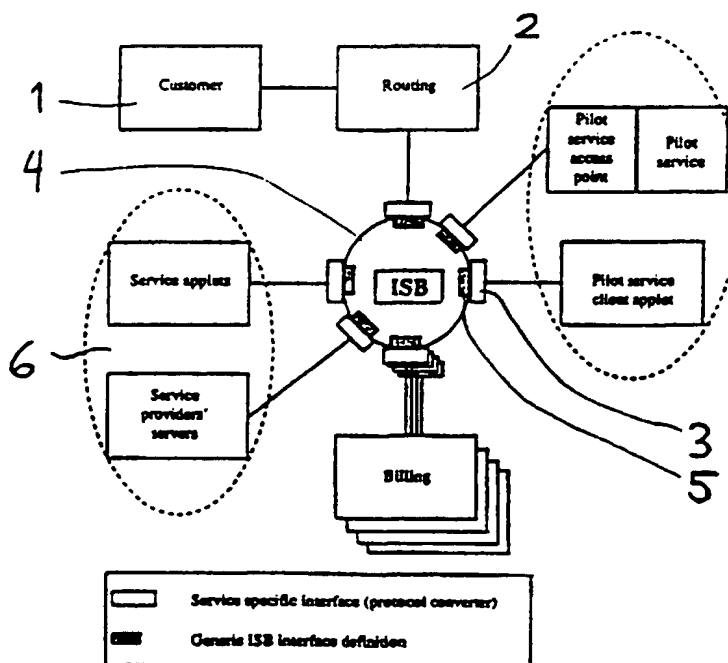 2
1
Customer
Routing
Pilot
service
access
point
Pilot
service
4
Service applets
ISB
Pilot service
client applet
6
Service
providers'
servers
3
5
Billing
Service specific interface (protocol converter)
Generic ISB interface definition